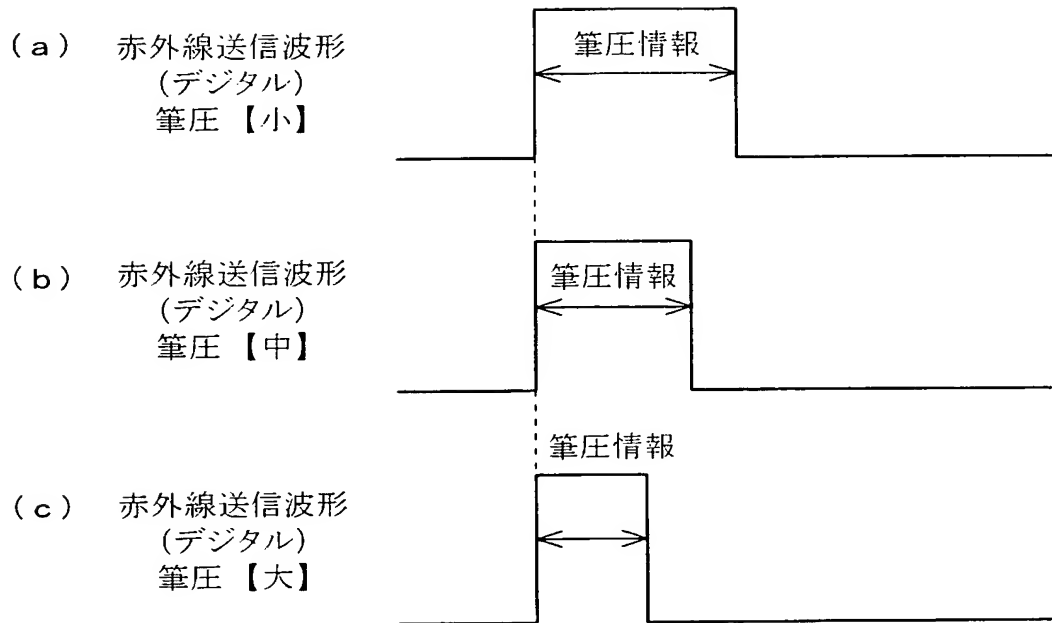 (a) 赤外線送信波形
(デジタル)
筆圧【小】
筆圧情報
(b) 赤外線送信波形
(デジタル)
筆圧【中】
筆圧情報
(c) 赤外線送信波形
(デジタル)
筆圧【大】
筆圧情報